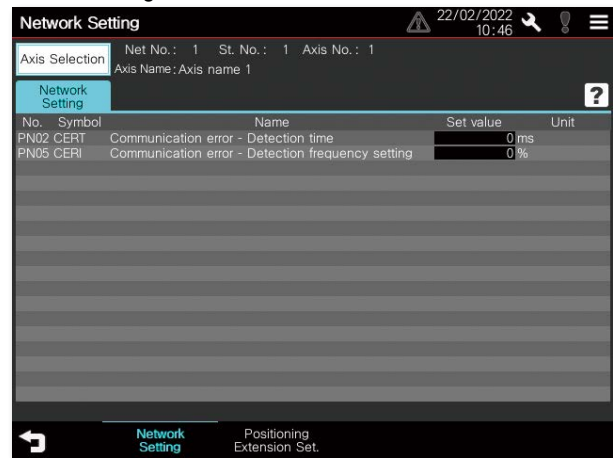 Network Setting
22/02/2022
10:46
Axis Selection
Net No.: 1 St. No.: 1 Axis No.: 1
Axis Name:Axis name 1
Network
Setting
?
No. Symbol Name Set value Unit
PN02 CERT Communication error - Detection time 0 ms
PN05 CERI Communication error - Detection frequency setting 0 %
Network
Setting
Positioning
Extension Set.